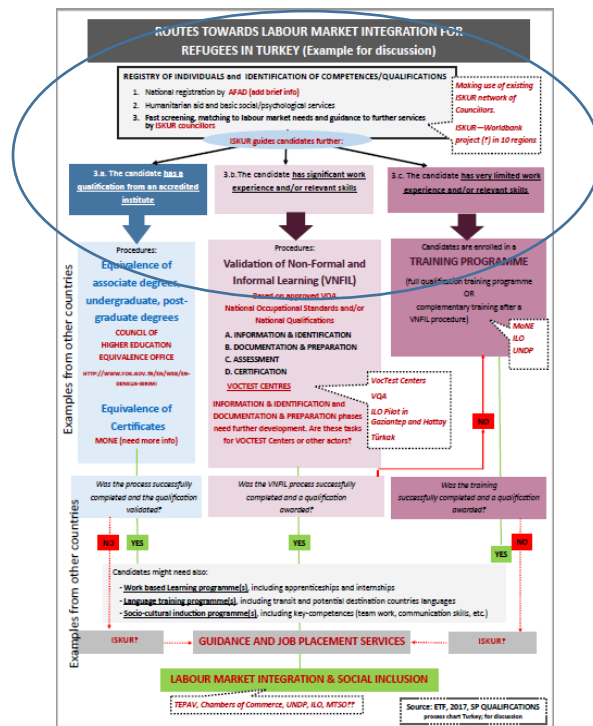 ROUTES TOWARDS LABOUR MARKET INTEGRATION FOR
REFUGEES IN TURKEY (Example for discussion)
REGISTRY OF INDIVIDUALS and IDENTIFICATION OF COMPETENCES/QUALIFICATIONS
1. National registration by AFAD (add brief info)
2. Humanitarian aid and basic social/psychological services
3. Fast screening, matching to labour market needs and guidance to further services
by ISKUR councillors
Making use of existing
ISKUR network of
Councillors.
ISKUR—Worldbank
project (?) in 10 regions
ISKUR guides candidates further:
3.a. The candidate has a
qualification from an accredited
institute
3.b. The candidate has significant work
experience and/or relevant skills
3.c. The candidate has very limited work
experience and/or relevant skills
Examples from other countries
Procedures:
Equivalence of
associate degrees,
undergraduate, post-
graduate degrees
COUNCIL OF
HIGHER EDUCATION
EQUIVALENCE OFFICE
Equivalence of
Certificates
MONE (need more info)
Procedures:
Validation of Non-Formal and
Informal Learning (VNFIL)
Based on approved VQA
National Occupational Standards and/or
National Qualifications
A. INFORMATION & IDENTIFICATION
B. DOCUMENTATION & PREPARATION
C. ASSESSMENT
D. CERTIFICATION
VOCTEST CENTRES
INFORMATION & IDENTIFICATION and
DOCUMENTATION & PREPARATION phases
need further development. Are these tasks
for VOCTEST Centers or other actors?
Candidates are enrolled in a
TRAINING PROGRAMME
(full qualification training programme
OR
complementary training after a
VNFIL procedure)
MoNE
ILO
UNDP
VocTest Centers
VQA
ILO Pilot in
Gaziantep and Hattay
Türkak
NO
Was the process successfully
completed and the qualification
validated?
Was the VNFIL process successfully
completed and a qualification
awarded?
Was the training
successfully completed and a qualification
awarded?
Examples from other countries
NO
YES
YES
YES
NO
Candidates might need also:
- Work based Learning programme(s), including apprenticeships and internships
- Language training programme(s), including transit and potential destination countries languages
- Socio-cultural induction programme(s), including key-competences (team work, communication skills, etc.)
ISKUR?
GUIDANCE AND JOB PLACEMENT SERVICES
ISKUR?
LABOUR MARKET INTEGRATION & SOCIAL INCLUSION
TEPAV, Chambers of Commerce, UNDP, ILO, MTSO??
Source: ETF, 2017, SP QUALIFICATIONS
process chart Turkey; for discussion